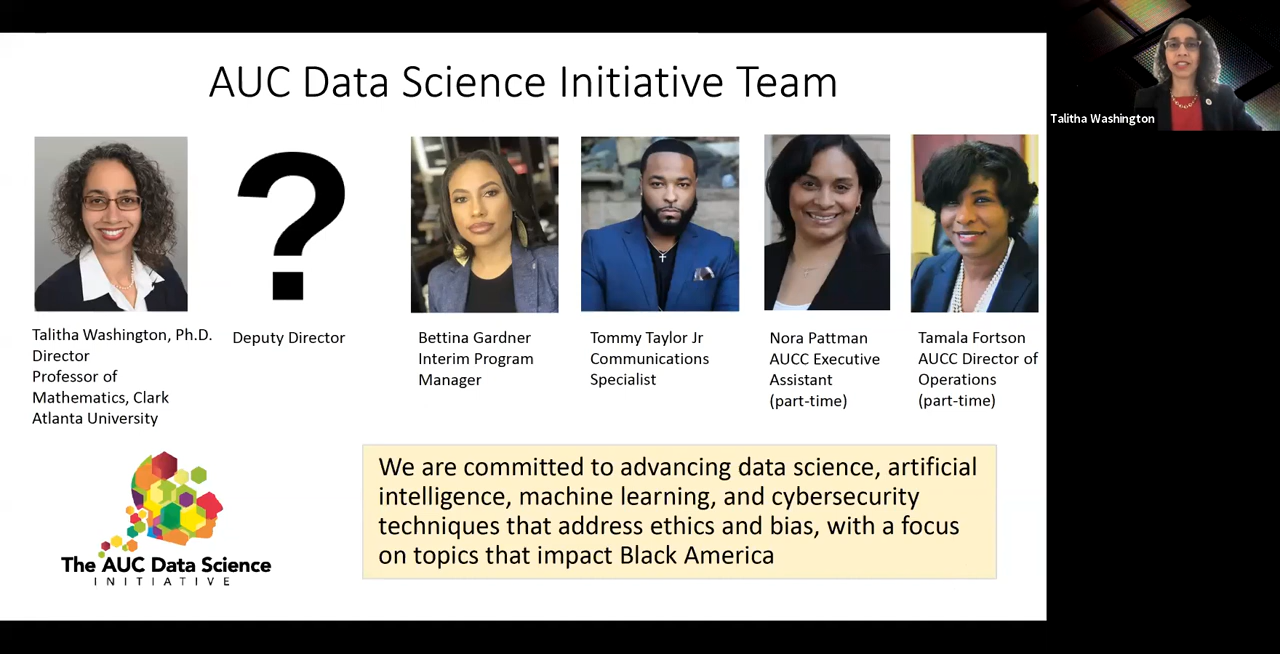 AUC Data Science Initiative Team
Talitha Washington
?
Talitha Washington, Ph.D.
Director
Professor of
Mathematics, Clark
Atlanta University
Deputy Director
Bettina Gardner
Interim Program
Manager
Tommy Taylor Jr
Communications
Specialist
Nora Pattman
AUCC Executive
Assistant
(part-time)
Tamala Fortson
AUCC Director of
Operations
(part-time)
The AUC Data Science
INITIATIVE
We are committed to advancing data science, artificial
intelligence, machine learning, and cybersecurity
techniques that address ethics and bias, with a focus
on topics that impact Black America